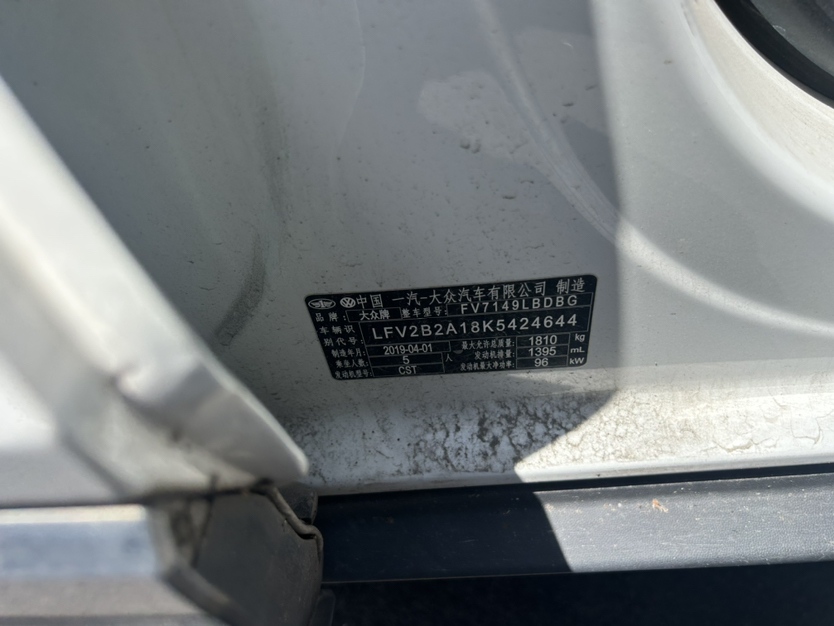 中国 一汽-大众汽车有限公司 制造
品牌: 大众牌 整车型号: FV7149LBDBG
车辆识别代号: LFV2B2A18K5424644
制造年月: 2019-04-01 最大允许总质量: 1810 kg
乘坐人数: 5 人 发动机排量: 1395 mL
发动机型号: CST 发动机最大净功率: 96 kW